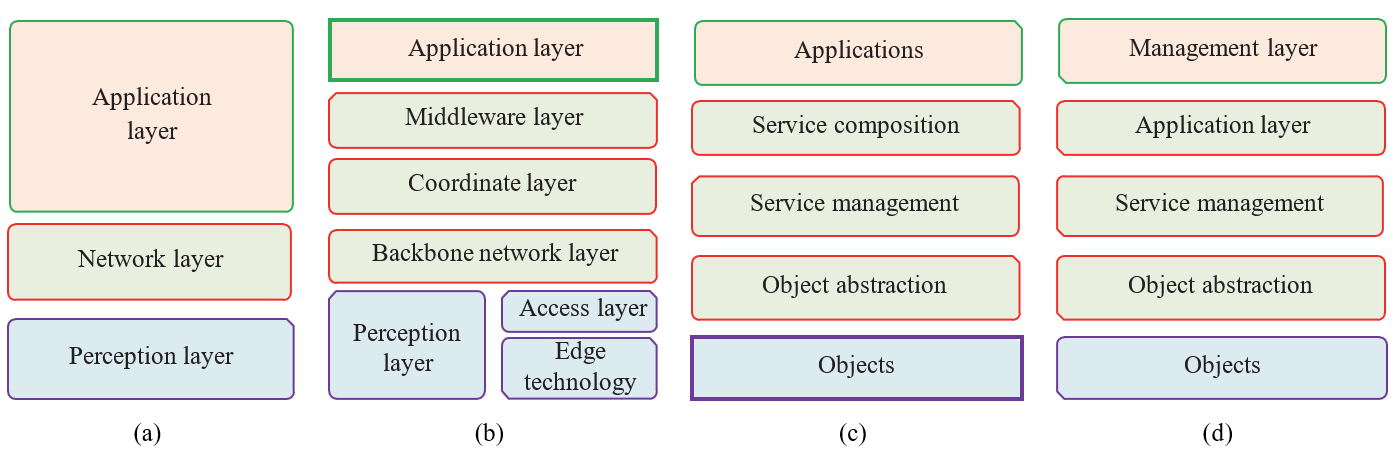 Application
layer
Network layer
Perception layer
(a)
Application layer
Middleware layer
Coordinate layer
Backbone network layer
Perception
layer
Access layer
Edge
technology
(b)
Applications
Service composition
Service management
Object abstraction
Objects
(c)
Management layer
Application layer
Service management
Object abstraction
Objects
(d)